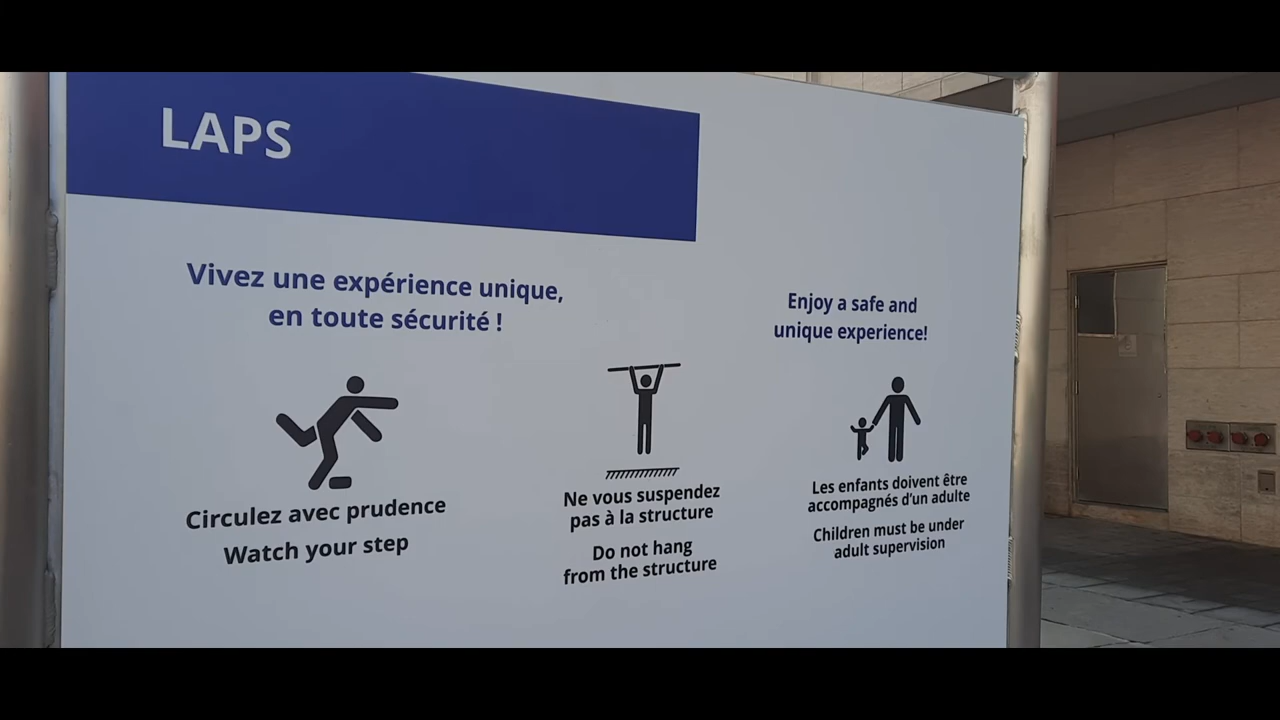 LAPS
Vivez une expérience unique,
en toute sécurité !
Enjoy a safe and
unique experience!
Circulez avec prudence
Watch your step
Ne vous suspendez
pas à la structure
Do not hang
from the structure
Les enfants doivent être
accompagnés d'un adulte
Children must be under
adult supervision